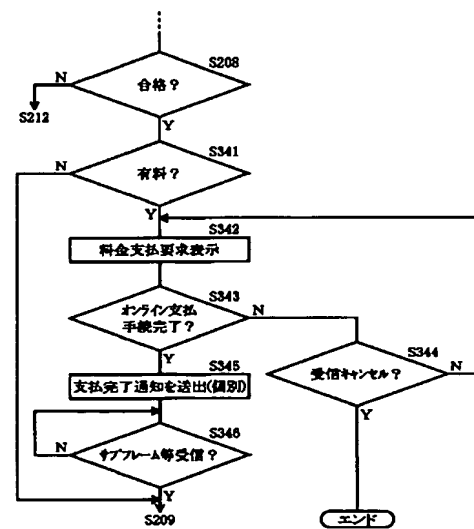 S208
合格？
N
S212
Y
S341
有料？
N
Y
S342
料金支払要求表示
S343
オンライン支払
手続完了？
N
Y
S344
受信キャンセル？
N
Y
S345
支払完了通知を送出(個別)
S346
サブフレーム等受信？
N
Y
S209
エンド